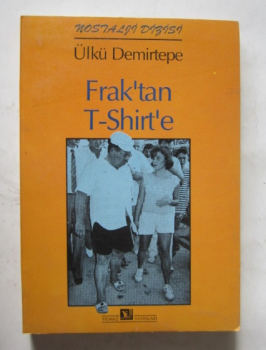 NOSTALJİ DİZİSİ
Ülkü Demirtepe
Frak'tan
T-Shirt'e